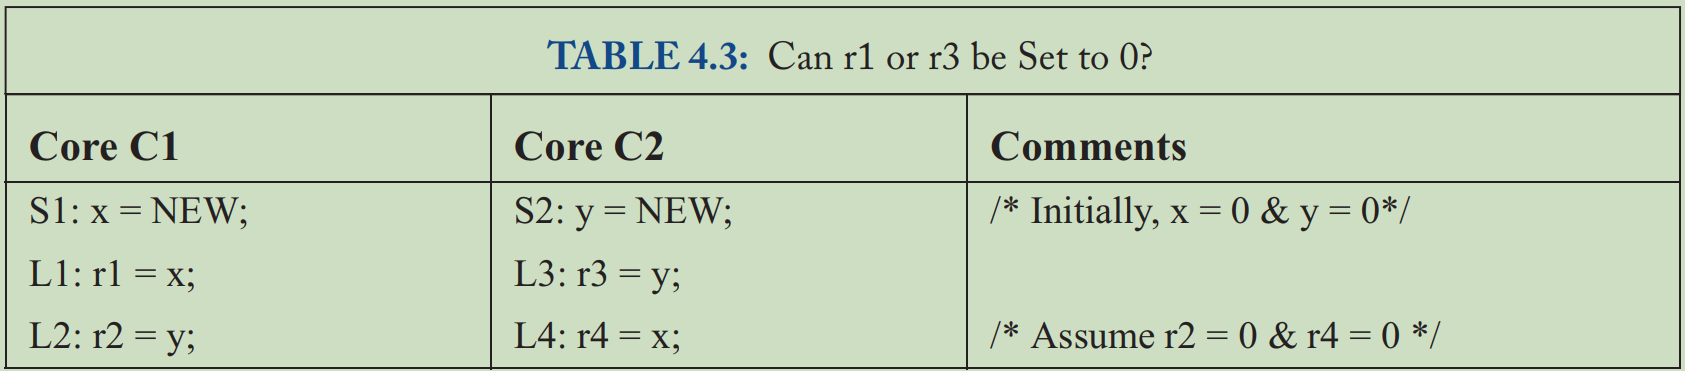 TABLE 4.3: Can r1 or r3 be Set to 0?
Core C1 Core C2 Comments
S1: x = NEW; S2: y = NEW; /* Initially, x = 0 & y = 0*/
L1: r1 = x; L3: r3 = y;
L2: r2 = y; L4: r4 = x; /* Assume r2 = 0 & r4 = 0 */